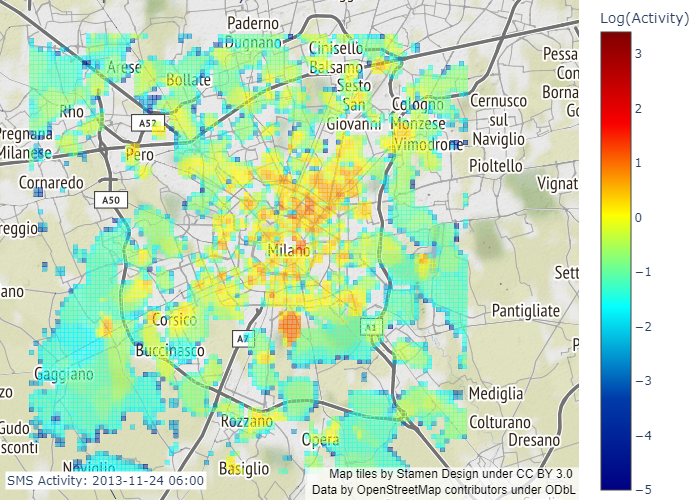 Log(Activity)
3
2
1
0
−1
−2
−3
−4
−5
Paderno
Dugnano
Cinisello
Balsamo
Arese
Bollate
Sesto
San
Giovanni
Rho
A52
Cologno
Monzese
Vimodrone
Cernusco
sul
Naviglio
Pessa
Con
Borna
Go
Pregnana
Milanese
Pero
Pioltello
Cornaredo
A50
Vignat
reggio
Milano
Sett
ano
Pantigliate
Corsico
A7
A1
Buccinasco
P
Gaggiano
zo
Mediglia
Rozzano
Colturano
Gudo
sconti
Opera
Dresano
Noviglio
Basiglio
SMS Activity: 2013-11-24 06:00
Map tiles by Stamen Design under CC BY 3.0
Data by OpenStreetMap contributors under ODbL